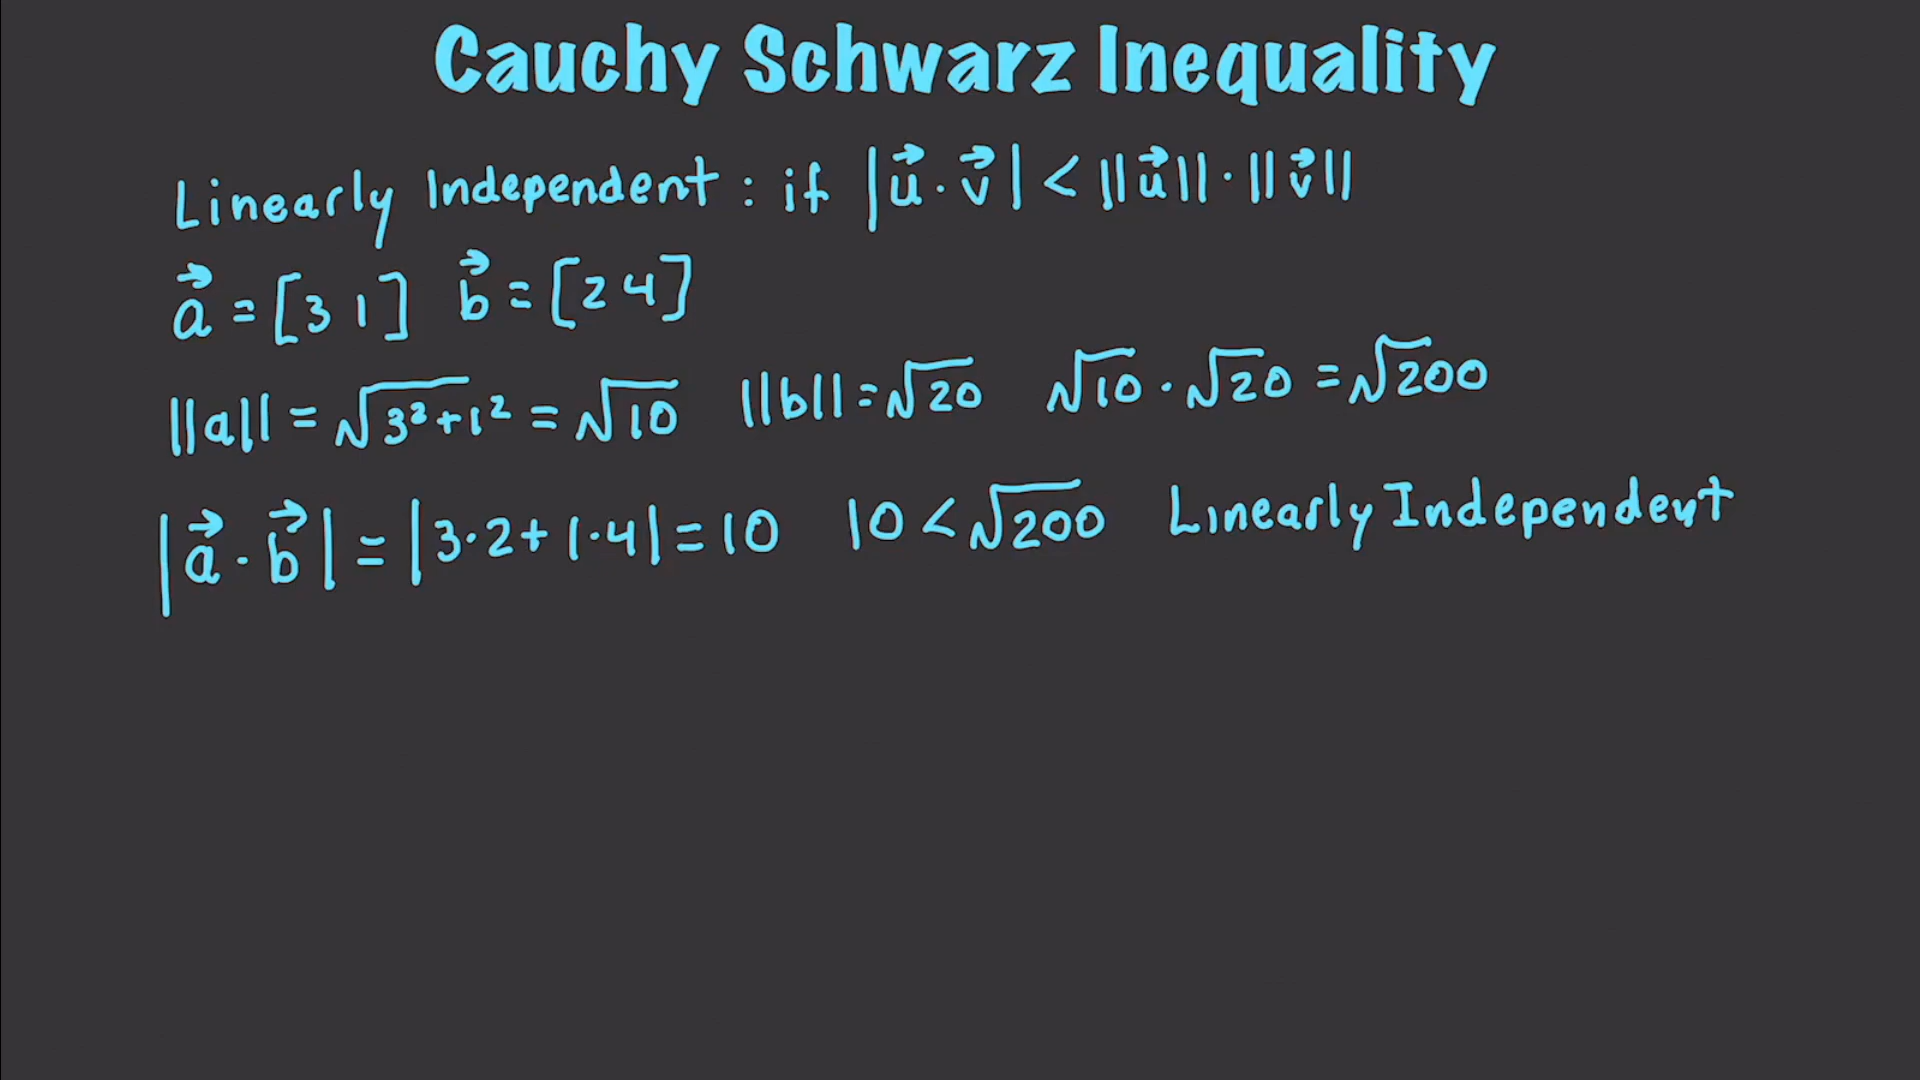 Cauchy Schwarz Inequality
Linearly Independent : if |u⃗ · v⃗| < ||u⃗|| · ||v⃗||
a⃗ = [3 1] b⃗ = [2 4]
||a|| = √3²+1² = √10 ||b|| = √20 √10 · √20 = √200
|a⃗ · b⃗| = |3·2 + 1·4| = 10 10 < √200 Linearly Independent